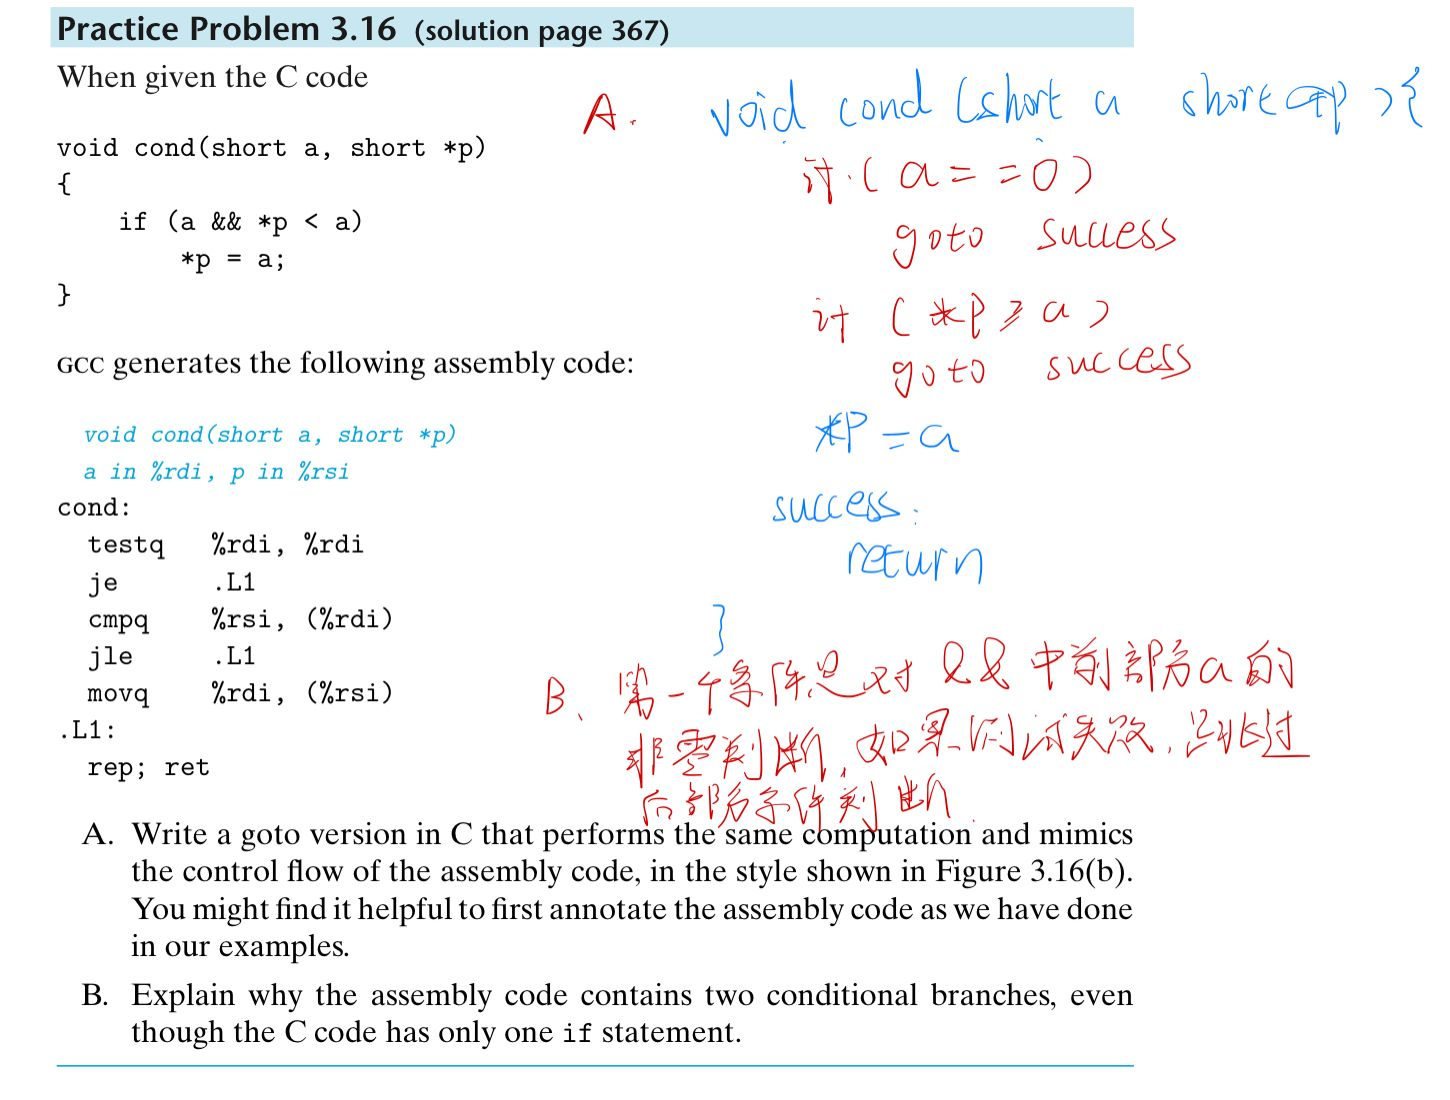 Practice Problem 3.16 (solution page 367)
When given the C code
void cond(short a, short *p)
{
if (a && *p < a)
*p = a;
}
GCC generates the following assembly code:
void cond(short a, short *p)
a in %rdi, p in %rsi
cond:
testq %rdi, %rdi
je .L1
cmpq %rsi, (%rdi)
jle .L1
movq %rdi, (%rsi)
.L1:
rep; ret
A. void cond (short a short *p ){
if (a==0)
goto success
if (*p ≥ a)
goto success
*p = a
success:
return
}
B、第一个条件是对 && 中前部分a的
非零判断,如果测试失败,会跳过
后部分条件判断
A. Write a goto version in C that performs the same computation and mimics
the control flow of the assembly code, in the style shown in Figure 3.16(b).
You might find it helpful to first annotate the assembly code as we have done
in our examples.
B. Explain why the assembly code contains two conditional branches, even
though the C code has only one if statement.